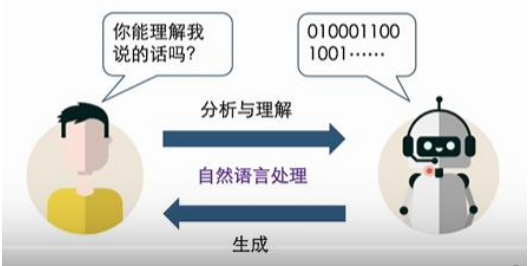 你能理解我
说的话吗?
010001100
1001······
分析与理解
自然语言处理
生成